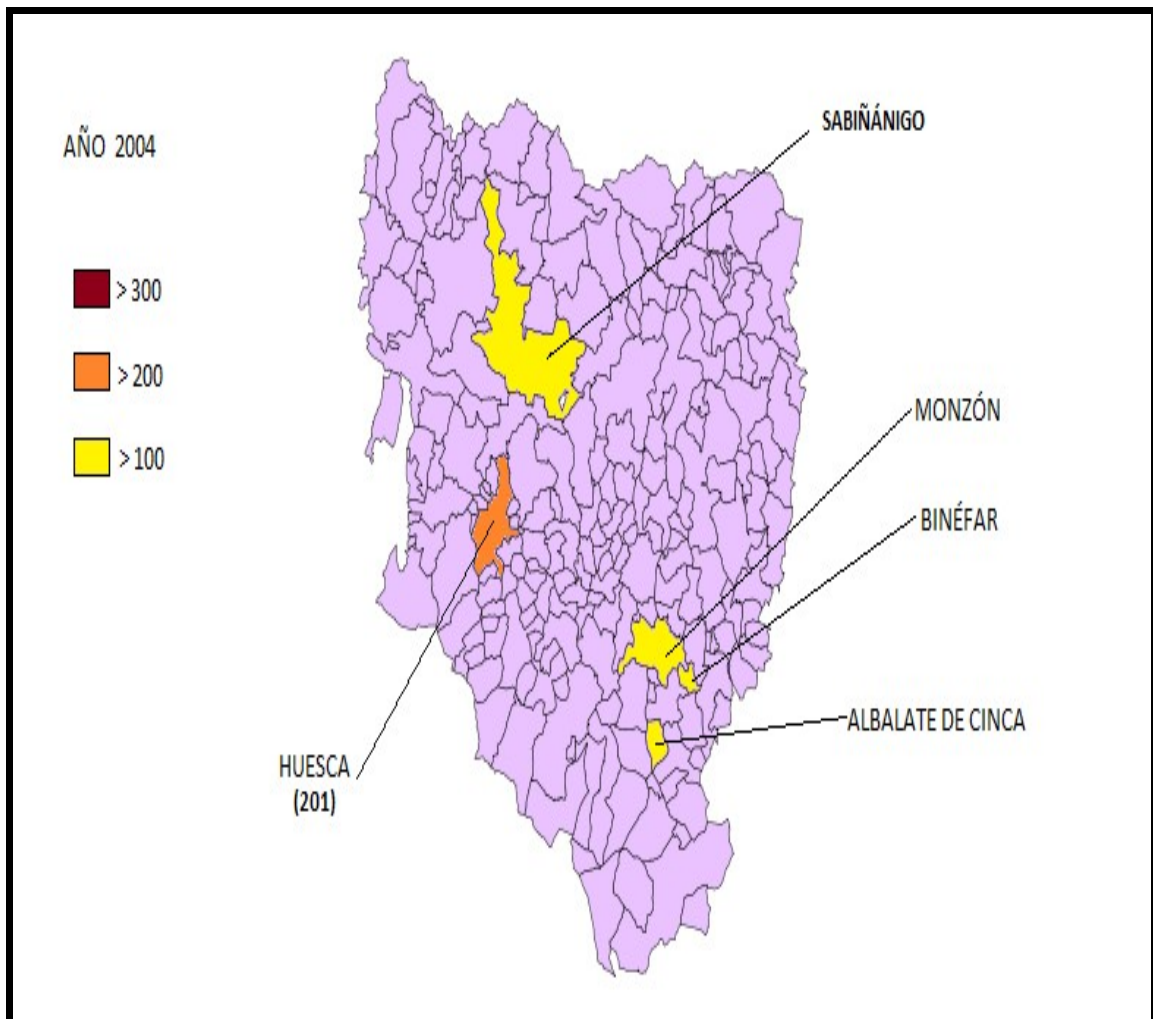 AÑO 2004
> 300
> 200
> 100
SABIÑÁNIGO
MONZÓN
BINÉFAR
ALBALATE DE CINCA
HUESCA
(201)